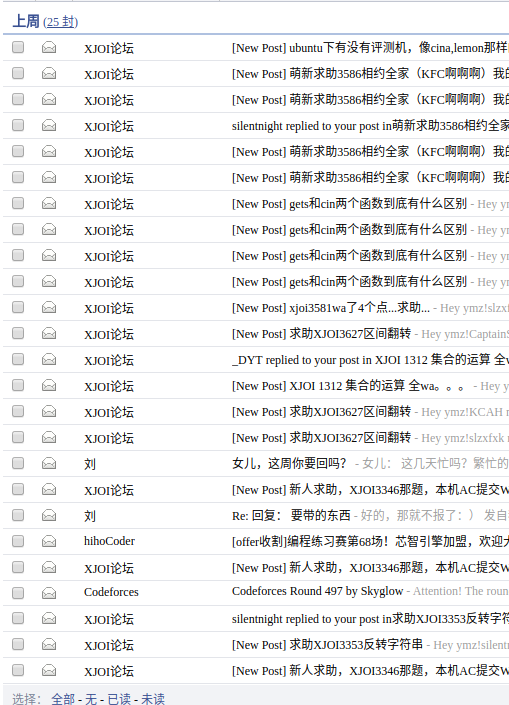 上周 (25 封)
XJOI论坛 [New Post] ubuntu下有没有评测机，像cina,lemon那样
XJOI论坛 [New Post] 萌新求助3586相约全家（KFC啊啊啊）我的
XJOI论坛 [New Post] 萌新求助3586相约全家（KFC啊啊啊）我的
XJOI论坛 silentnight replied to your post in萌新求助3586相约全家
XJOI论坛 [New Post] 萌新求助3586相约全家（KFC啊啊啊）我的
XJOI论坛 [New Post] 萌新求助3586相约全家（KFC啊啊啊）我的
XJOI论坛 [New Post] gets和cin两个函数到底有什么区别 - Hey ym
XJOI论坛 [New Post] gets和cin两个函数到底有什么区别 - Hey ym
XJOI论坛 [New Post] gets和cin两个函数到底有什么区别 - Hey ym
XJOI论坛 [New Post] gets和cin两个函数到底有什么区别 - Hey ym
XJOI论坛 [New Post] xjoi3581wa了4个点...求助... - Hey ymz!slzxf
XJOI论坛 [New Post] 求助XJOI3627区间翻转 - Hey ymz!CaptainS
XJOI论坛 _DYT replied to your post in XJOI 1312 集合的运算 全w
XJOI论坛 [New Post] XJOI 1312 集合的运算 全wa。。。 - Hey y
XJOI论坛 [New Post] 求助XJOI3627区间翻转 - Hey ymz!KCAH
XJOI论坛 [New Post] 求助XJOI3627区间翻转 - Hey ymz!slzxfxk
刘 女儿，这周你要回吗？ - 女儿： 这几天忙吗？繁忙的
XJOI论坛 [New Post] 新人求助，XJOI3346那题，本机AC提交W
刘 Re: 回复： 要带的东西 - 好的，那就不报了：） 发自
hihoCoder [offer收割]编程练习赛第68场！芯智引擎加盟，欢迎大
XJOI论坛 [New Post] 新人求助，XJOI3346那题，本机AC提交W
Codeforces Codeforces Round 497 by Skyglow - Attention! The roun
XJOI论坛 silentnight replied to your post in求助XJOI3353反转字符
XJOI论坛 [New Post] 求助XJOI3353反转字符串 - Hey ymz!silent
XJOI论坛 [New Post] 新人求助，XJOI3346那题，本机AC提交W
选择： 全部 - 无 - 已读 - 未读